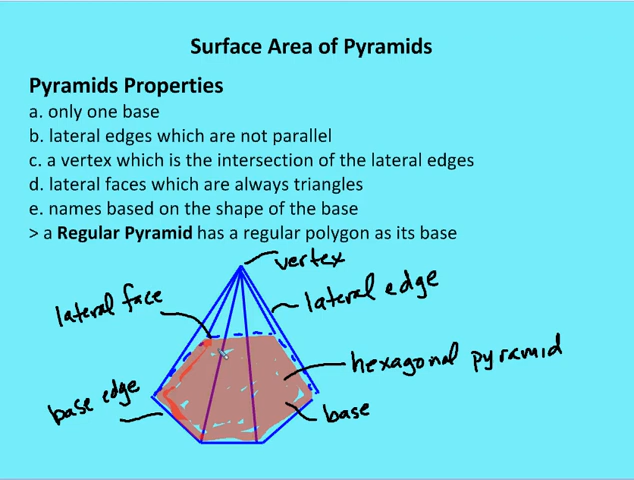 Surface Area of Pyramids
Pyramids Properties
a. only one base
b. lateral edges which are not parallel
c. a vertex which is the intersection of the lateral edges
d. lateral faces which are always triangles
e. names based on the shape of the base
> a Regular Pyramid has a regular polygon as its base
vertex
lateral face
lateral edge
hexagonal pyramid
base edge
base